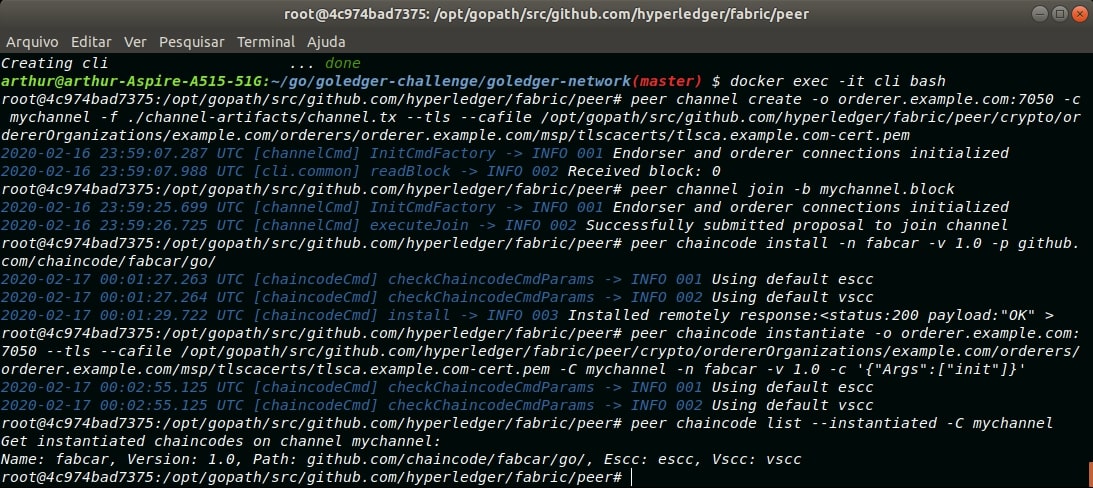 root@4c974bad7375: /opt/gopath/src/github.com/hyperledger/fabric/peer
Arquivo Editar Ver Pesquisar Terminal Ajuda
Creating cli ... done
arthur@arthur-Aspire-A515-51G:~/go/goledger-challenge/goledger-network(master) $ docker exec -it cli bash
root@4c974bad7375:/opt/gopath/src/github.com/hyperledger/fabric/peer# peer channel create -o orderer.example.com:7050 -c
mychannel -f ./channel-artifacts/channel.tx --tls --cafile /opt/gopath/src/github.com/hyperledger/fabric/peer/crypto/or
dererOrganizations/example.com/orderers/orderer.example.com/msp/tlscacerts/tlsca.example.com-cert.pem
2020-02-16 23:59:07.287 UTC [channelCmd] InitCmdFactory -> INFO 001 Endorser and orderer connections initialized
2020-02-16 23:59:07.988 UTC [cli.common] readBlock -> INFO 002 Received block: 0
root@4c974bad7375:/opt/gopath/src/github.com/hyperledger/fabric/peer# peer channel join -b mychannel.block
2020-02-16 23:59:25.699 UTC [channelCmd] InitCmdFactory -> INFO 001 Endorser and orderer connections initialized
2020-02-16 23:59:26.725 UTC [channelCmd] executeJoin -> INFO 002 Successfully submitted proposal to join channel
root@4c974bad7375:/opt/gopath/src/github.com/hyperledger/fabric/peer# peer chaincode install -n fabcar -v 1.0 -p github.
com/chaincode/fabcar/go/
2020-02-17 00:01:27.263 UTC [chaincodeCmd] checkChaincodeCmdParams -> INFO 001 Using default escc
2020-02-17 00:01:27.264 UTC [chaincodeCmd] checkChaincodeCmdParams -> INFO 002 Using default vscc
2020-02-17 00:01:29.722 UTC [chaincodeCmd] install -> INFO 003 Installed remotely response:<status:200 payload:"OK" >
root@4c974bad7375:/opt/gopath/src/github.com/hyperledger/fabric/peer# peer chaincode instantiate -o orderer.example.com:
7050 --tls --cafile /opt/gopath/src/github.com/hyperledger/fabric/peer/crypto/ordererOrganizations/example.com/orderers/
orderer.example.com/msp/tlscacerts/tlsca.example.com-cert.pem -C mychannel -n fabcar -v 1.0 -c '{"Args":["init"]}'
2020-02-17 00:02:55.125 UTC [chaincodeCmd] checkChaincodeCmdParams -> INFO 001 Using default escc
2020-02-17 00:02:55.125 UTC [chaincodeCmd] checkChaincodeCmdParams -> INFO 002 Using default vscc
root@4c974bad7375:/opt/gopath/src/github.com/hyperledger/fabric/peer# peer chaincode list --instantiated -C mychannel
Get instantiated chaincodes on channel mychannel:
Name: fabcar, Version: 1.0, Path: github.com/chaincode/fabcar/go/, Escc: escc, Vscc: vscc
root@4c974bad7375:/opt/gopath/src/github.com/hyperledger/fabric/peer#